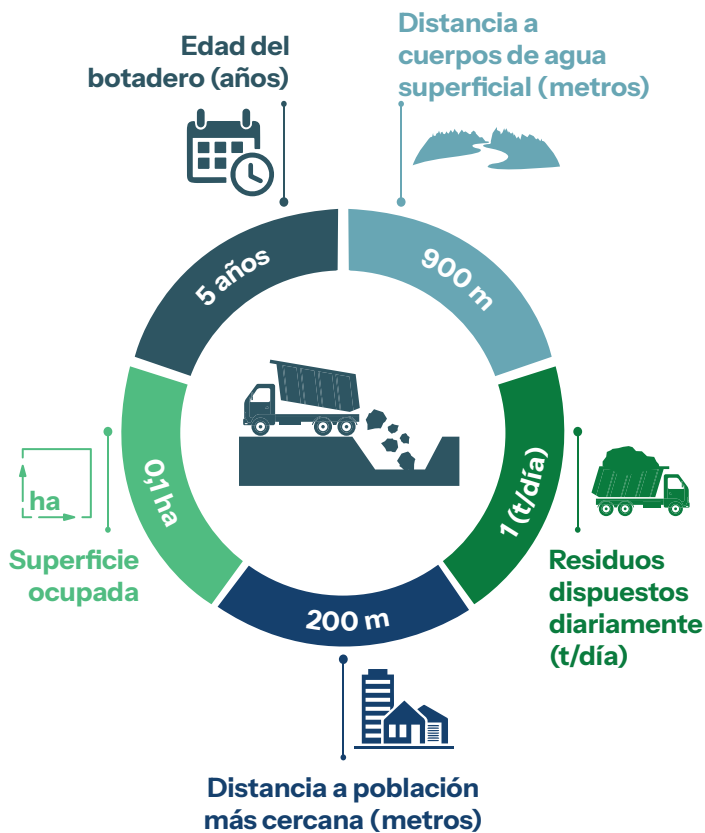 Edad del
botadero (años)
Distancia a
cuerpos de agua
superficial (metros)
5 años
900 m
0,1 ha
1 (t/día)
ha
Superficie
ocupada
Residuos
dispuestos
diariamente
(t/día)
200 m
Distancia a población
más cercana (metros)